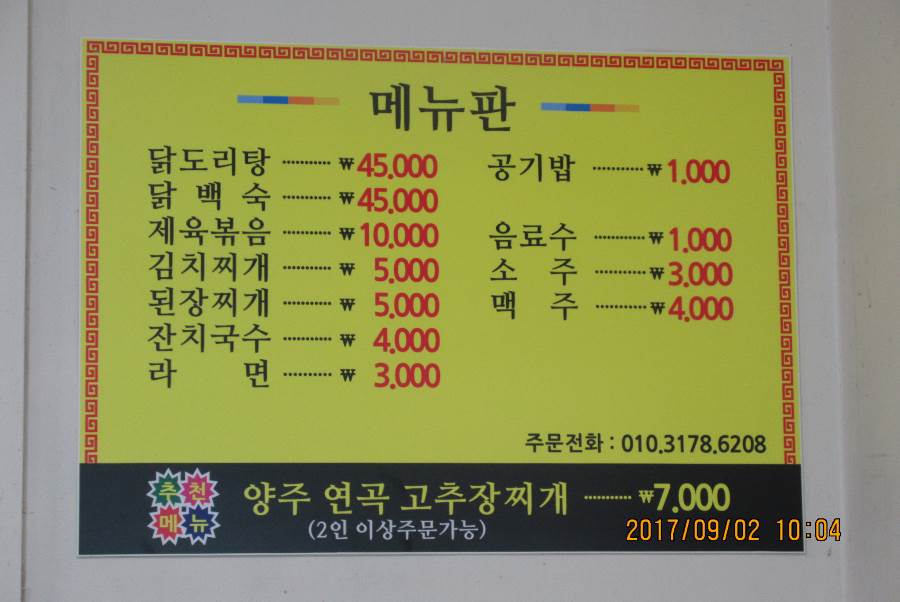 메뉴판
닭도리탕 ··········· ₩45.000
닭 백 숙 ··········· ₩45.000
제육볶음 ··········· ₩10.000
김치찌개 ··········· ₩ 5.000
된장찌개 ··········· ₩ 5.000
잔치국수 ··········· ₩ 4.000
라 면 ··········· ₩ 3.000
공기밥 ··········· ₩1.000
음료수 ··········· ₩1.000
소 주 ··········· ₩3.000
맥 주 ··········· ₩4.000
주문전화 : 010.3178.6208
추천
메뉴
양주 연곡 고추장찌개 ··········· ₩7.000
(2인 이상주문가능)
2017/09/02 10:04